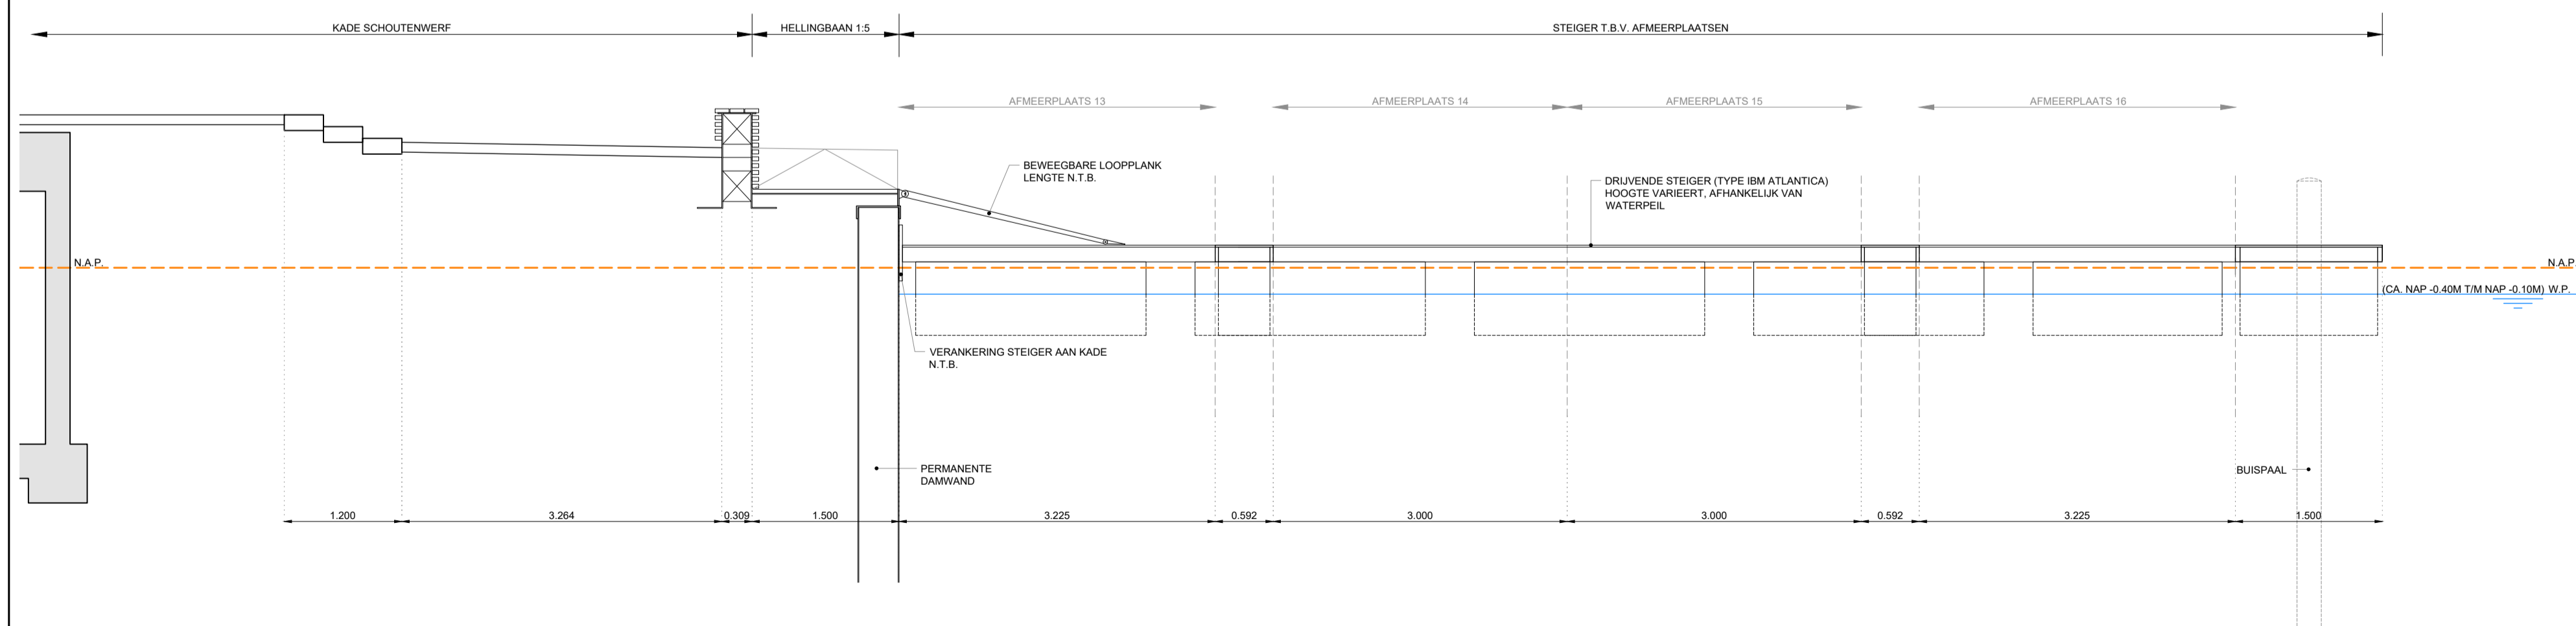 KADE SCHOUTENWERF
HELLINGBAAN 1:5
STEIGER T.B.V. AFMEERPLAATSEN
AFMEERPLAATS 13
AFMEERPLAATS 14
AFMEERPLAATS 15
AFMEERPLAATS 16
BEWEEGBARE LOOPPLANK
LENGTE N.T.B.
DRIJVENDE STEIGER (TYPE IBM ATLANTICA)
HOOGTE VARIEERT, AFHANKELIJK VAN
WATERPEIL
N.A.P.
N.A.P
(CA. NAP -0.40M T/M NAP -0.10M) W.P.
VERANKERING STEIGER AAN KADE
N.T.B.
PERMANENTE
DAMWAND
BUISPAAL
1.200
3.264
0.309
1.500
3.225
0.592
3.000
3.000
0.592
3.225
1.500